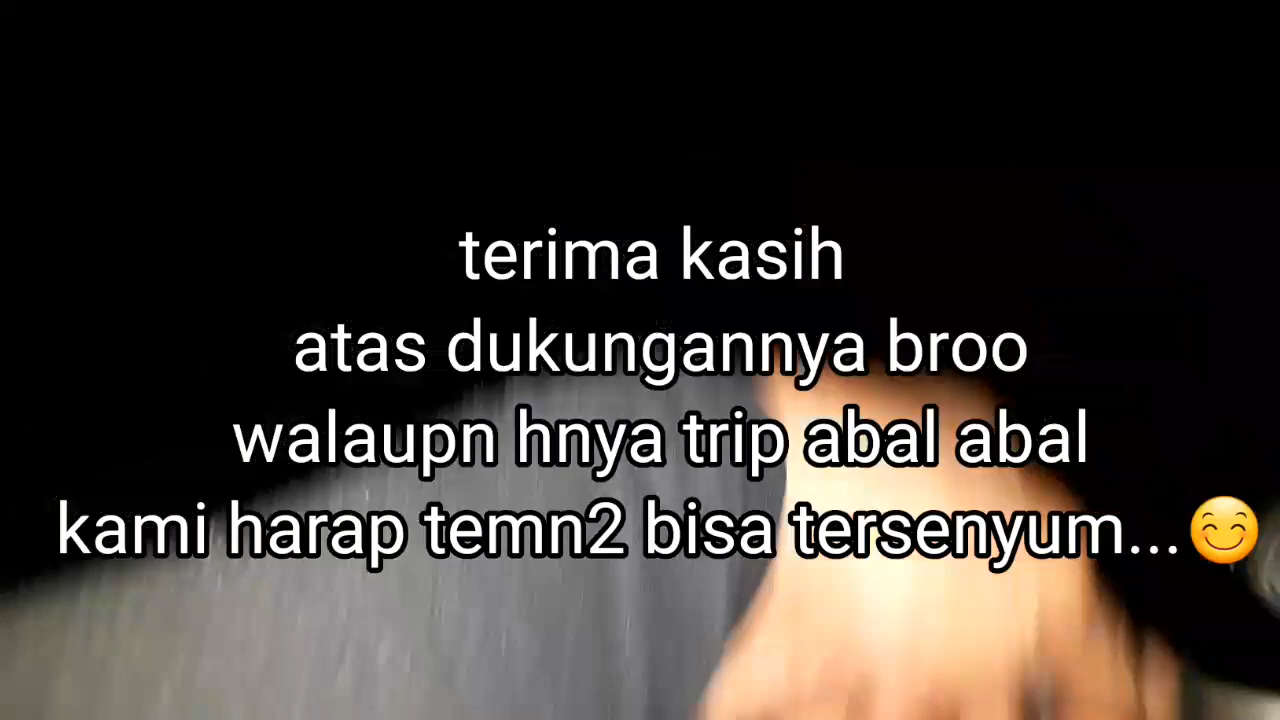 terima kasih
atas dukungannya broo
walaupn hnya trip abal abal
kami harap temn2 bisa tersenyum...😊